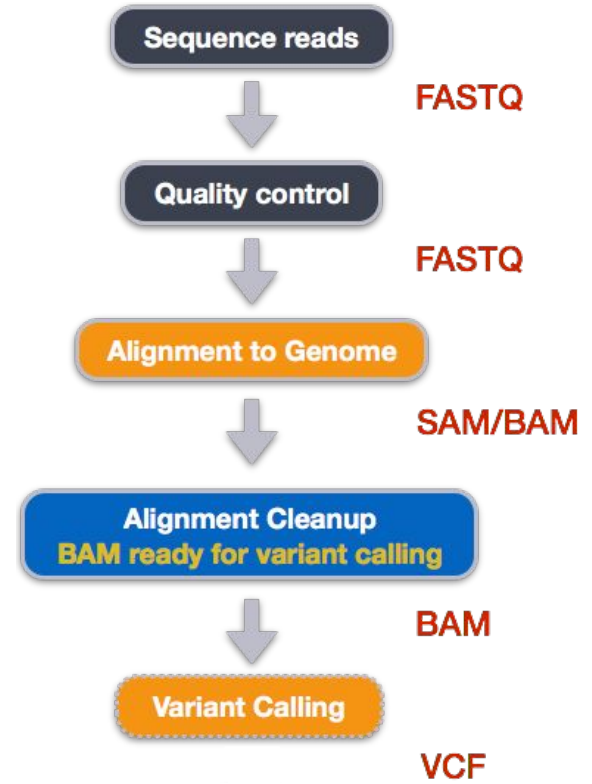 Sequence reads
FASTQ
Quality control
FASTQ
Alignment to Genome
SAM/BAM
Alignment Cleanup
BAM ready for variant calling
BAM
Variant Calling
VCF